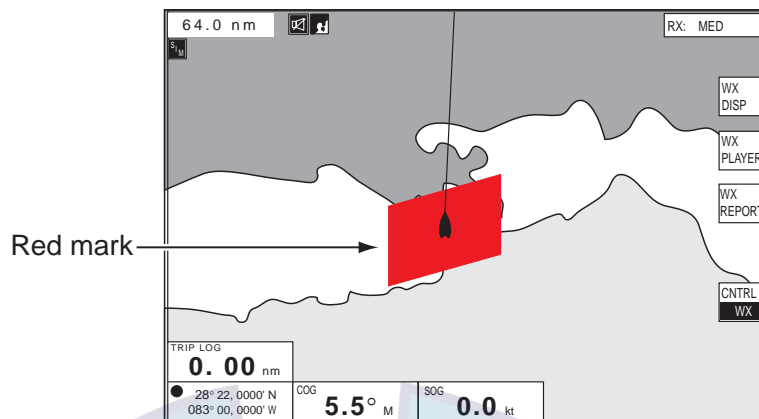 64.0 nm
SIM
RX: MED
WX
DISP
WX
PLAYER
WX
REPORT
Red mark
CNTRL
WX
TRIP LOG
0. 00 nm
28° 22, 0000' N
083° 00, 0000' W
COG
5.5° M
SOG
0.0 kt